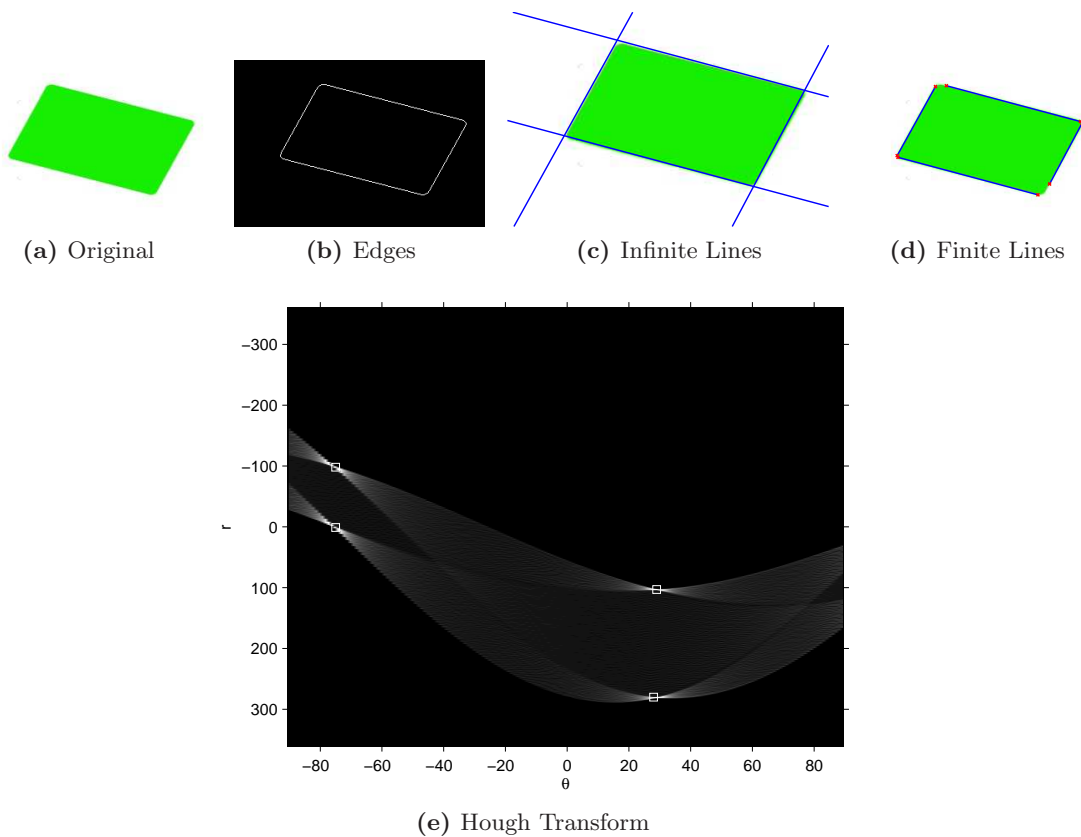 (a) Original
(b) Edges
(c) Infinite Lines
(d) Finite Lines
−300
−200
−100
0
100
200
300
r
−80 −60 −40 −20 0 20 40 60 80
θ
(e) Hough Transform